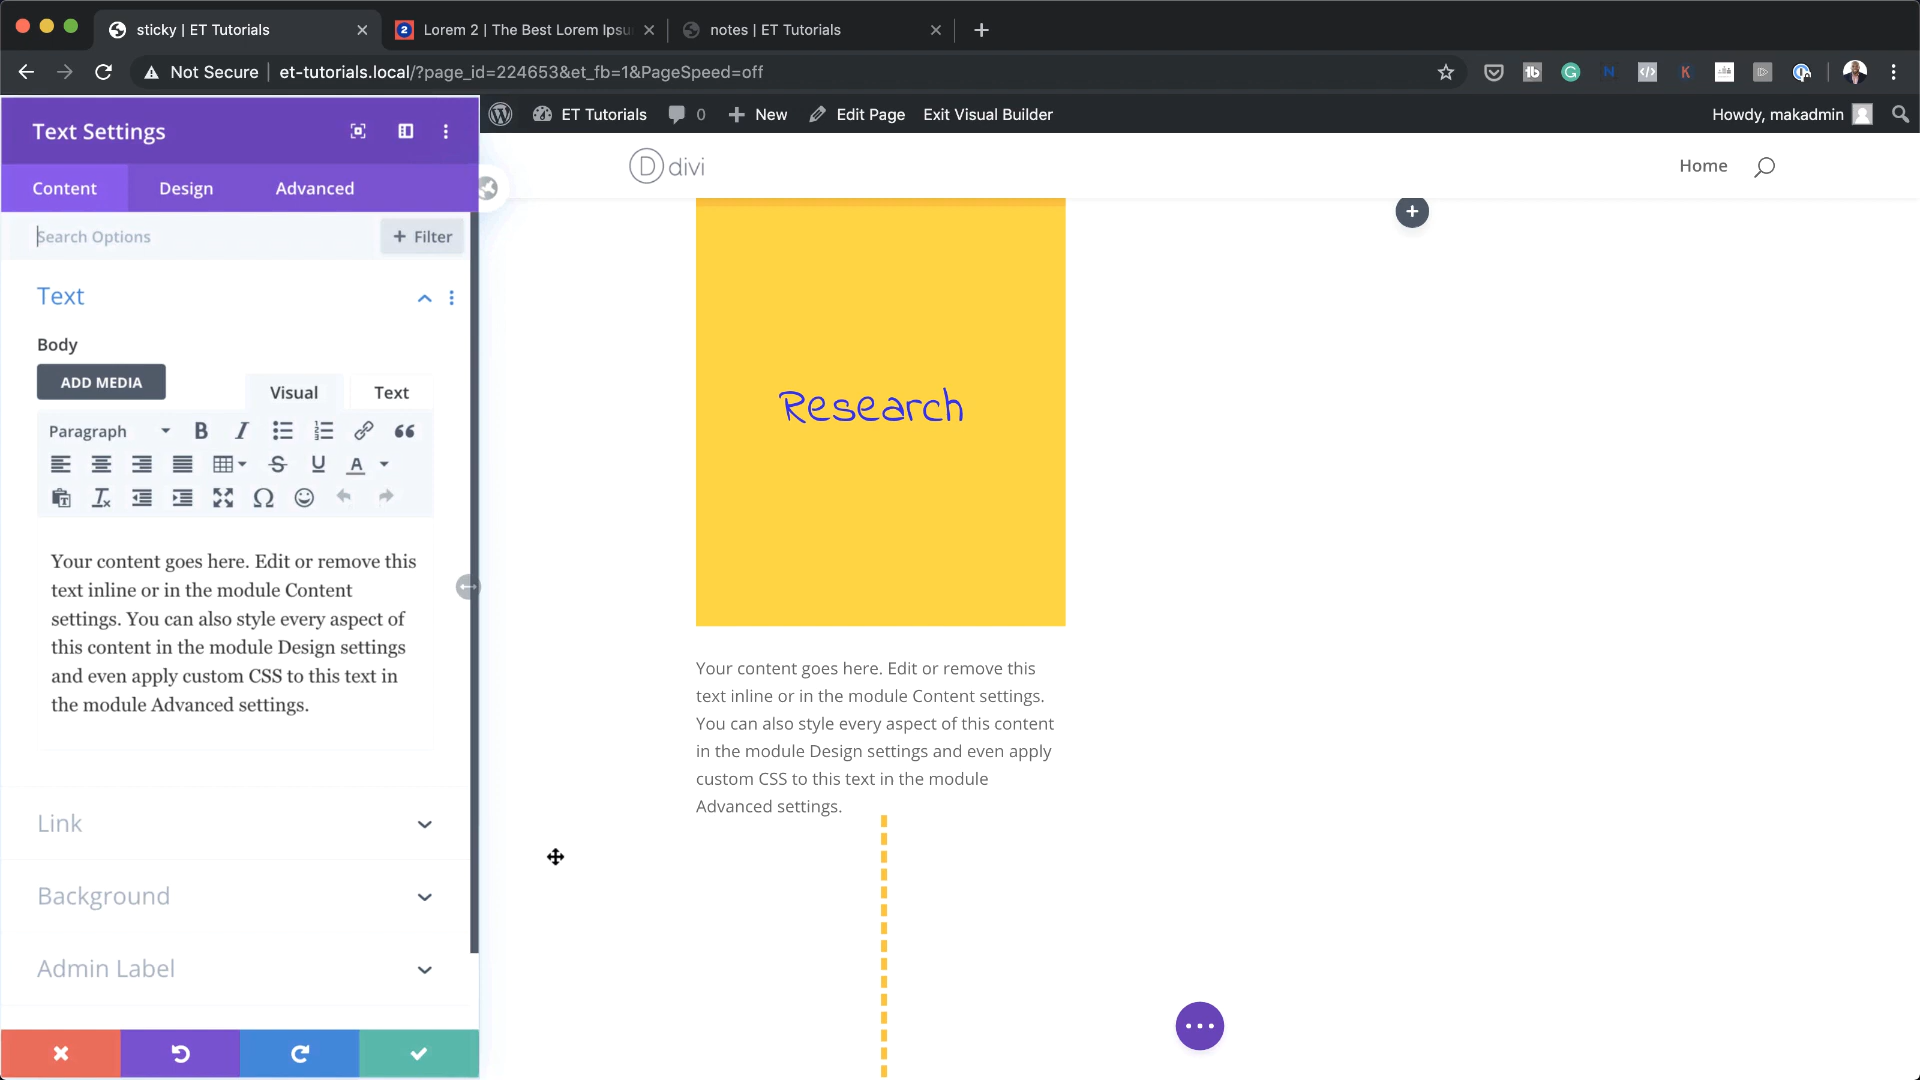 sticky | ET Tutorials
Lorem 2 | The Best Lorem Ipsu
notes | ET Tutorials
Not Secure
et-tutorials.local/?page_id=224653&et_fb=1&PageSpeed=off
ET Tutorials
0
New
Edit Page
Exit Visual Builder
Howdy, makadmin
Text Settings
Content
Design
Advanced
Search Options
+ Filter
Text
Body
ADD MEDIA
Visual
Text
Paragraph
Your content goes here. Edit or remove this
text inline or in the module Content
settings. You can also style every aspect of
this content in the module Design settings
and even apply custom CSS to this text in
the module Advanced settings.
Link
Background
Admin Label
divi
Home
Research
Your content goes here. Edit or remove this
text inline or in the module Content settings.
You can also style every aspect of this content
in the module Design settings and even apply
custom CSS to this text in the module
Advanced settings.